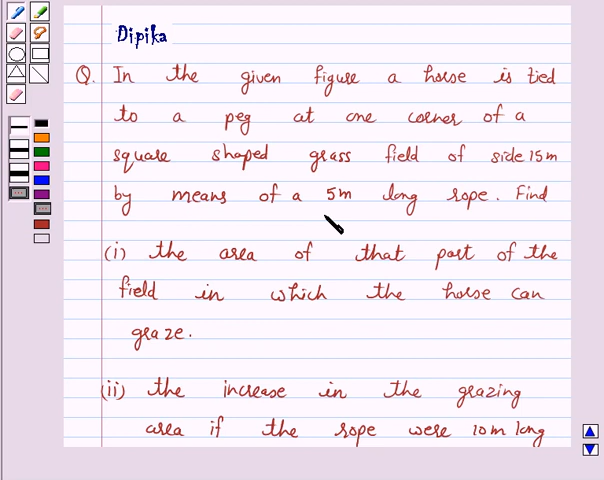 Dipika
Q. In the given figure a horse is tied
to a peg at one corner of a
square shaped grass field of side 15m
by means of a 5m long rope. Find
(i) the area of that part of the
field in which the horse can
graze.
(ii) the increase in the grazing
area if the rope were 10m long